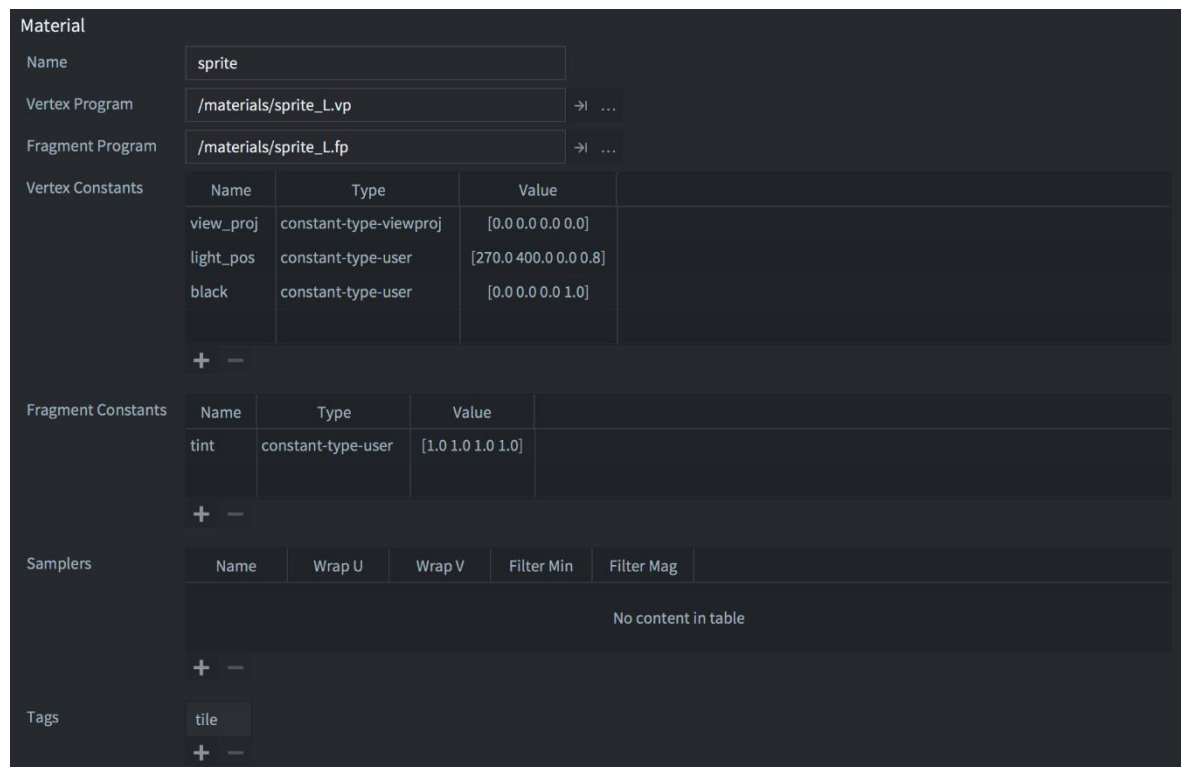 Material
Name sprite
Vertex Program /materials/sprite_L.vp ...
Fragment Program /materials/sprite_L.fp ...
Vertex Constants Name Type Value
view_proj constant-type-viewproj [0.0 0.0 0.0 0.0]
light_pos constant-type-user [270.0 400.0 0.0 0.8]
black constant-type-user [0.0 0.0 0.0 1.0]
+ −
Fragment Constants Name Type Value
tint constant-type-user [1.0 1.0 1.0 1.0]
+ −
Samplers Name Wrap U Wrap V Filter Min Filter Mag
No content in table
+ −
Tags tile
+ −